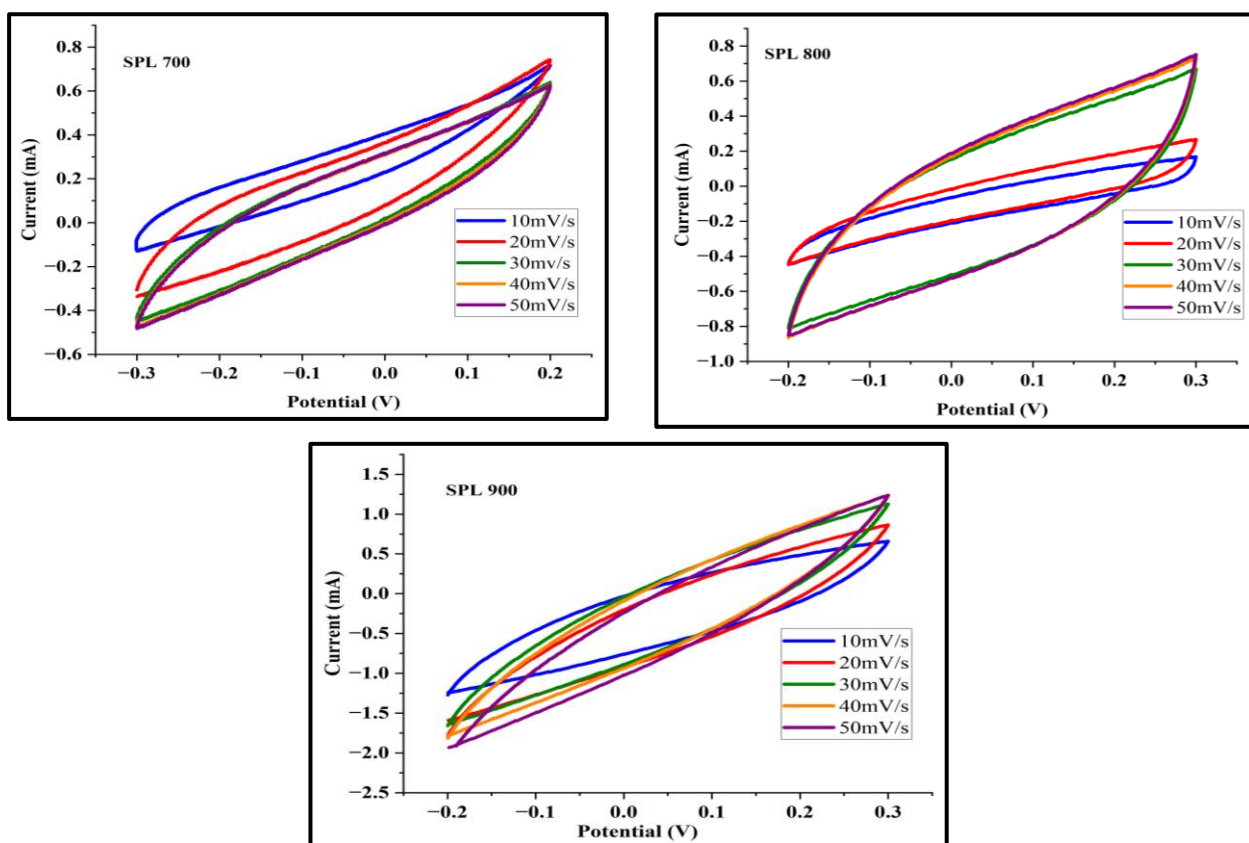 SPL 700
Current (mA)
0.8
0.6
0.4
0.2
0.0
−0.2
−0.4
−0.6
10mV/s
20mV/s
30mv/s
40mV/s
50mV/s
−0.3
−0.2
−0.1
0.0
0.1
0.2
Potential (V)
SPL 800
Current (mA)
0.8
0.6
0.4
0.2
0.0
−0.2
−0.4
−0.6
−0.8
−1.0
10mV/s
20mV/s
30mV/s
40mV/s
50mV/s
−0.2
−0.1
0.0
0.1
0.2
0.3
Potential (V)
SPL 900
Current (mA)
1.5
1.0
0.5
0.0
−0.5
−1.0
−1.5
−2.0
−2.5
10mV/s
20mV/s
30mV/s
40mV/s
50mV/s
−0.2
−0.1
0.0
0.1
0.2
0.3
Potential (V)